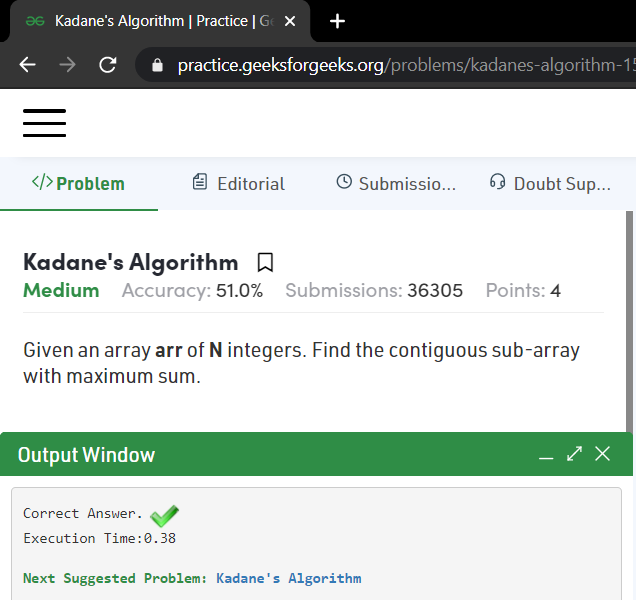 Kadane's Algorithm | Practice | G
practice.geeksforgeeks.org/problems/kadanes-algorithm-15
</>Problem Editorial Submissio... Doubt Sup...
Kadane's Algorithm
Medium Accuracy: 51.0% Submissions: 36305 Points: 4
Given an array arr of N integers. Find the contiguous sub-array
with maximum sum.
Output Window
Correct Answer.
Execution Time:0.38
Next Suggested Problem: Kadane's Algorithm